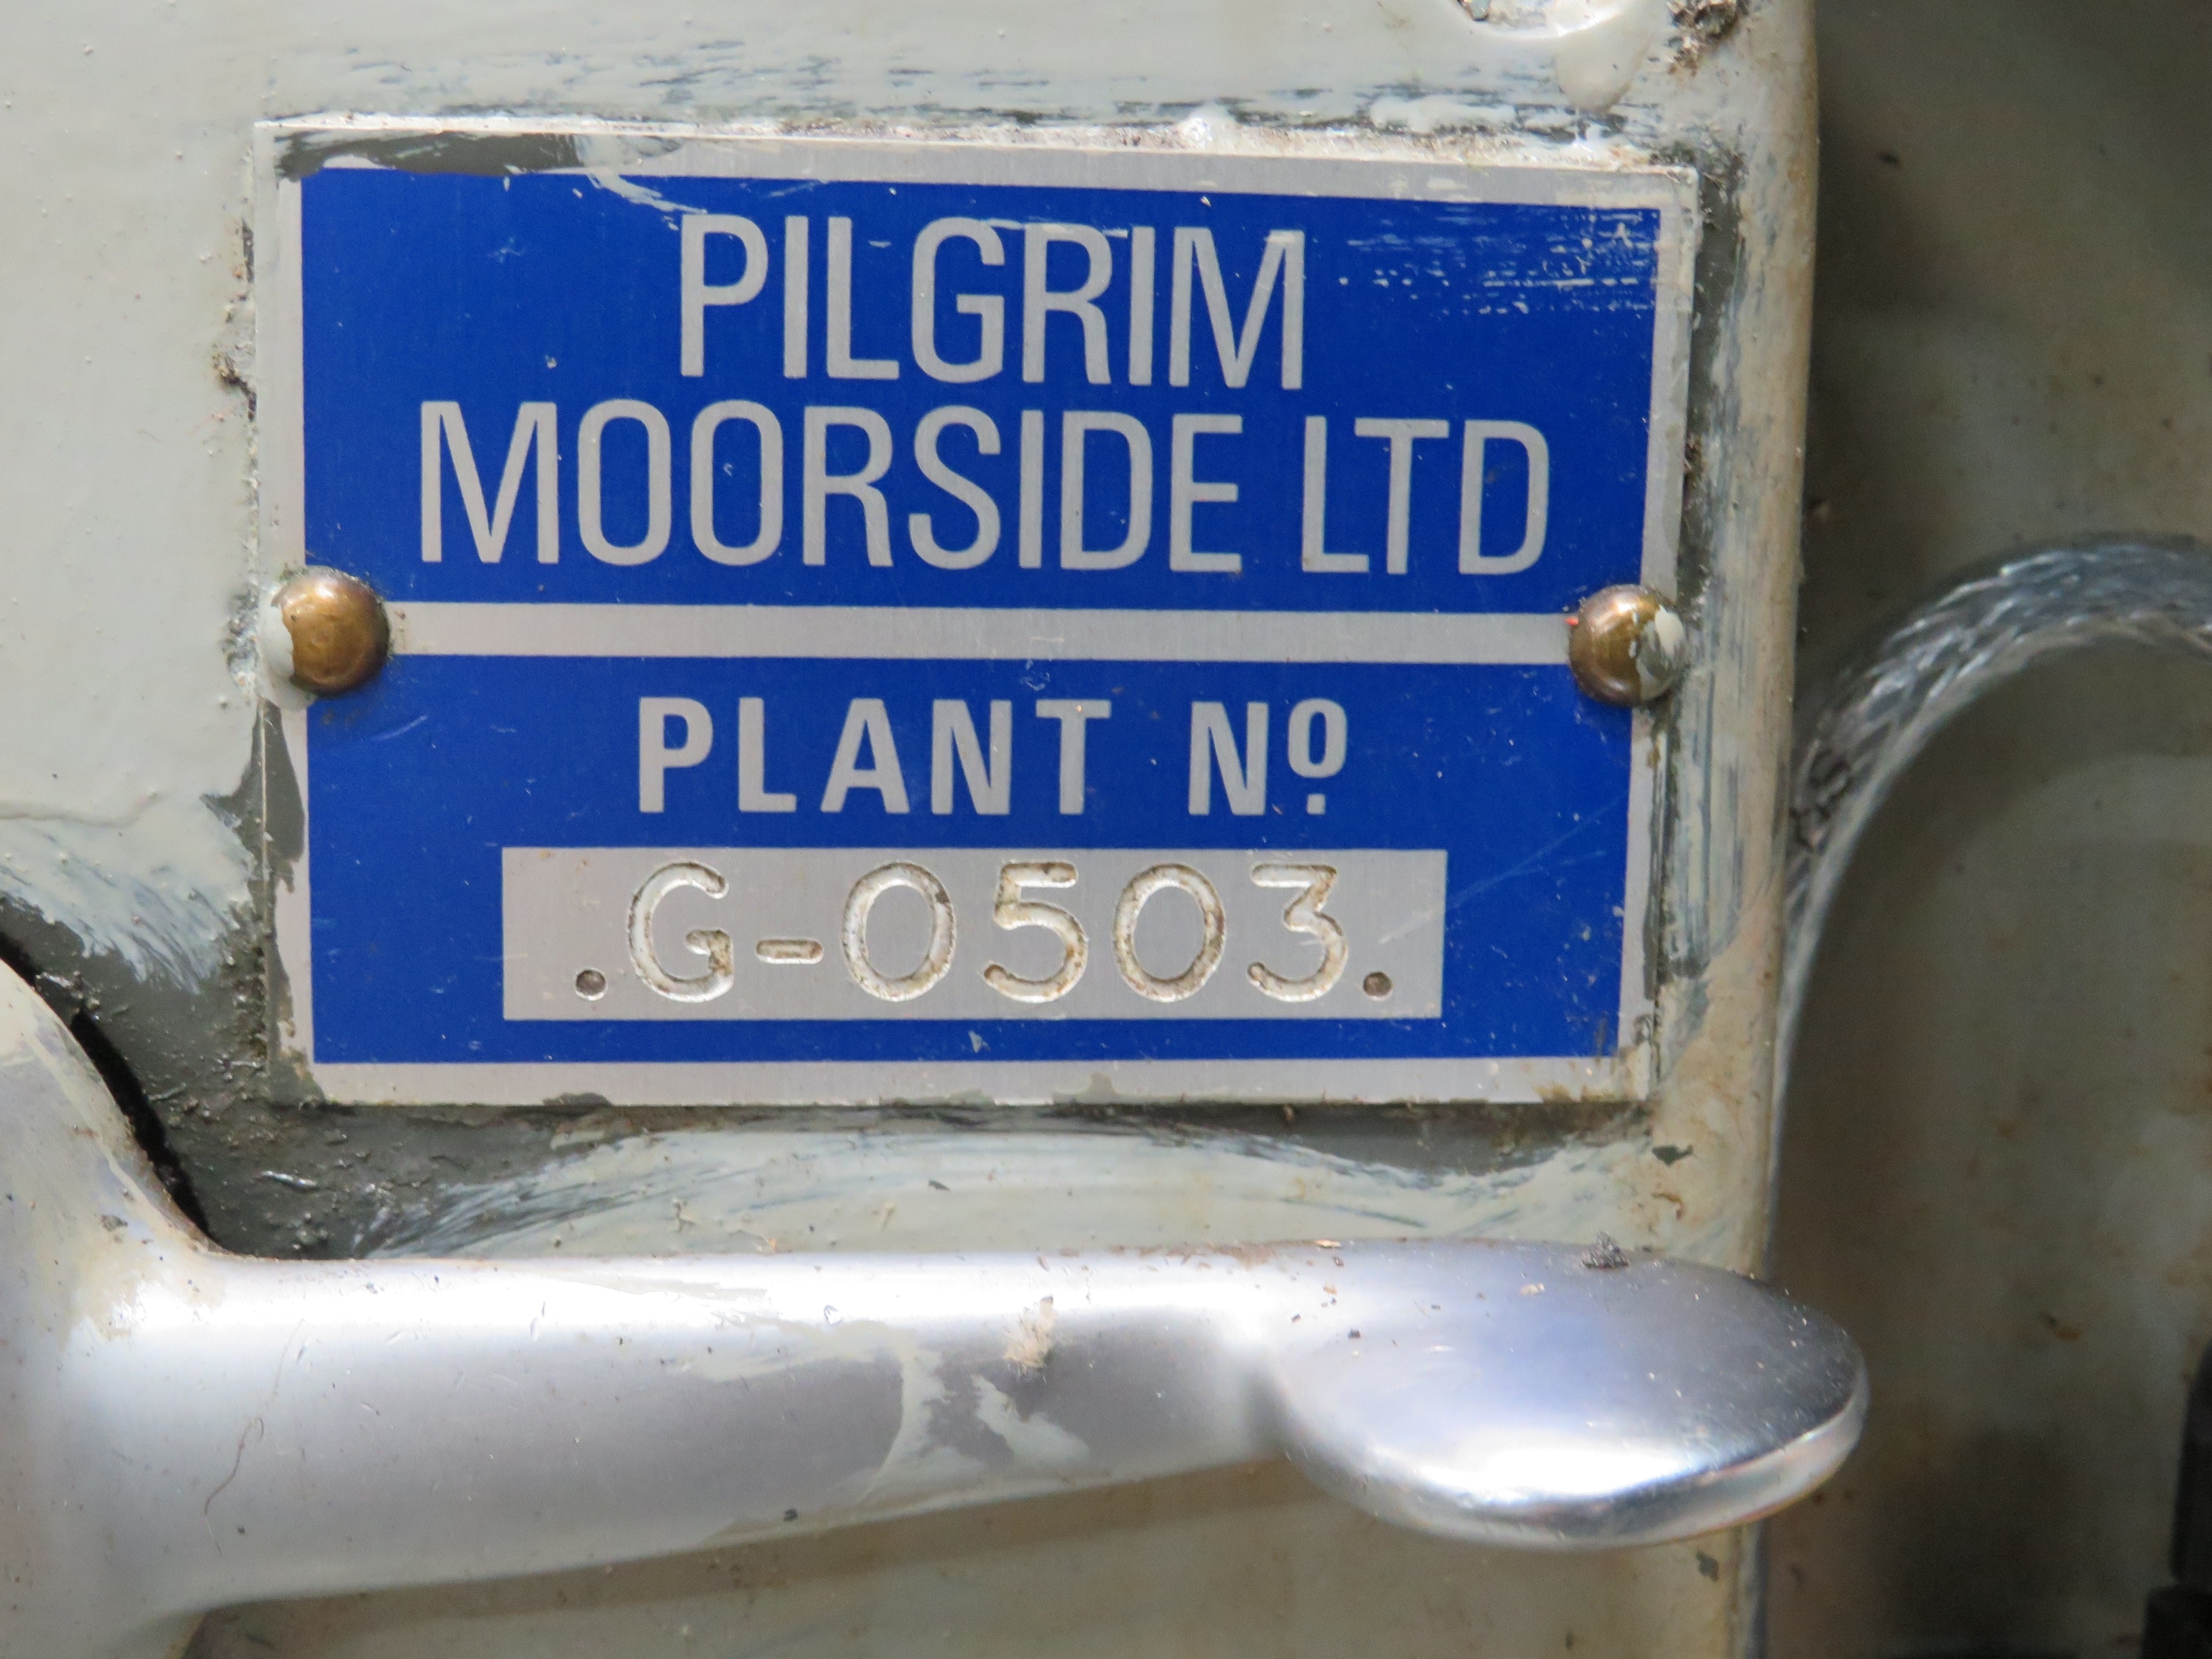 PILGRIM
MOORSIDE LTD
PLANT Nº
.G-0503.